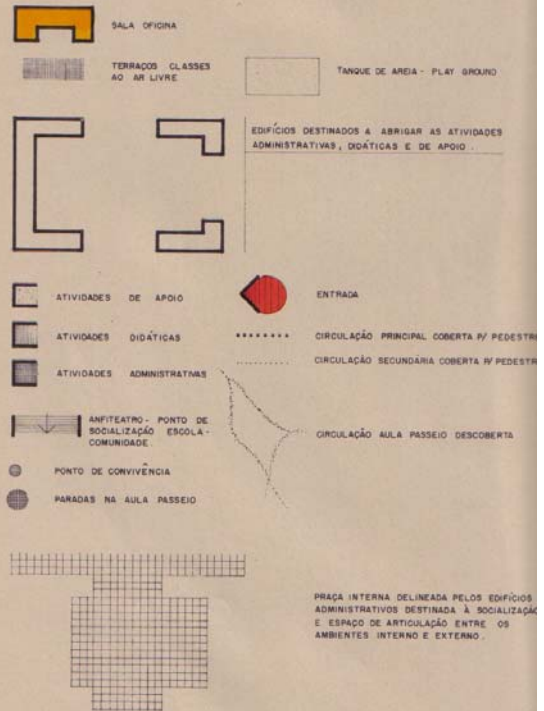 SALA OFICINA
TERRAÇOS CLASSES
AO AR LIVRE
TANQUE DE AREIA - PLAY GROUND
EDIFÍCIOS DESTINADOS A ABRIGAR AS ATIVIDADES
ADMINISTRATIVAS, DIDÁTICAS E DE APOIO.
ATIVIDADES DE APOIO
ENTRADA
ATIVIDADES DIDÁTICAS
CIRCULAÇÃO PRINCIPAL COBERTA P/ PEDESTRE
ATIVIDADES ADMINISTRATIVAS
CIRCULAÇÃO SECUNDÁRIA COBERTA P/ PEDESTR
ANFITEATRO - PONTO DE
SOCIALIZAÇÃO ESCOLA-
COMUNIDADE.
CIRCULAÇÃO AULA PASSEIO DESCOBERTA
PONTO DE CONVIVÊNCIA
PARADAS NA AULA PASSEIO
PRAÇA INTERNA DELINEADA PELOS EDIFÍCIOS
ADMINISTRATIVOS DESTINADA À SOCIALIZAÇÃO
E ESPAÇO DE ARTICULAÇÃO ENTRE OS
AMBIENTES INTERNO E EXTERNO.